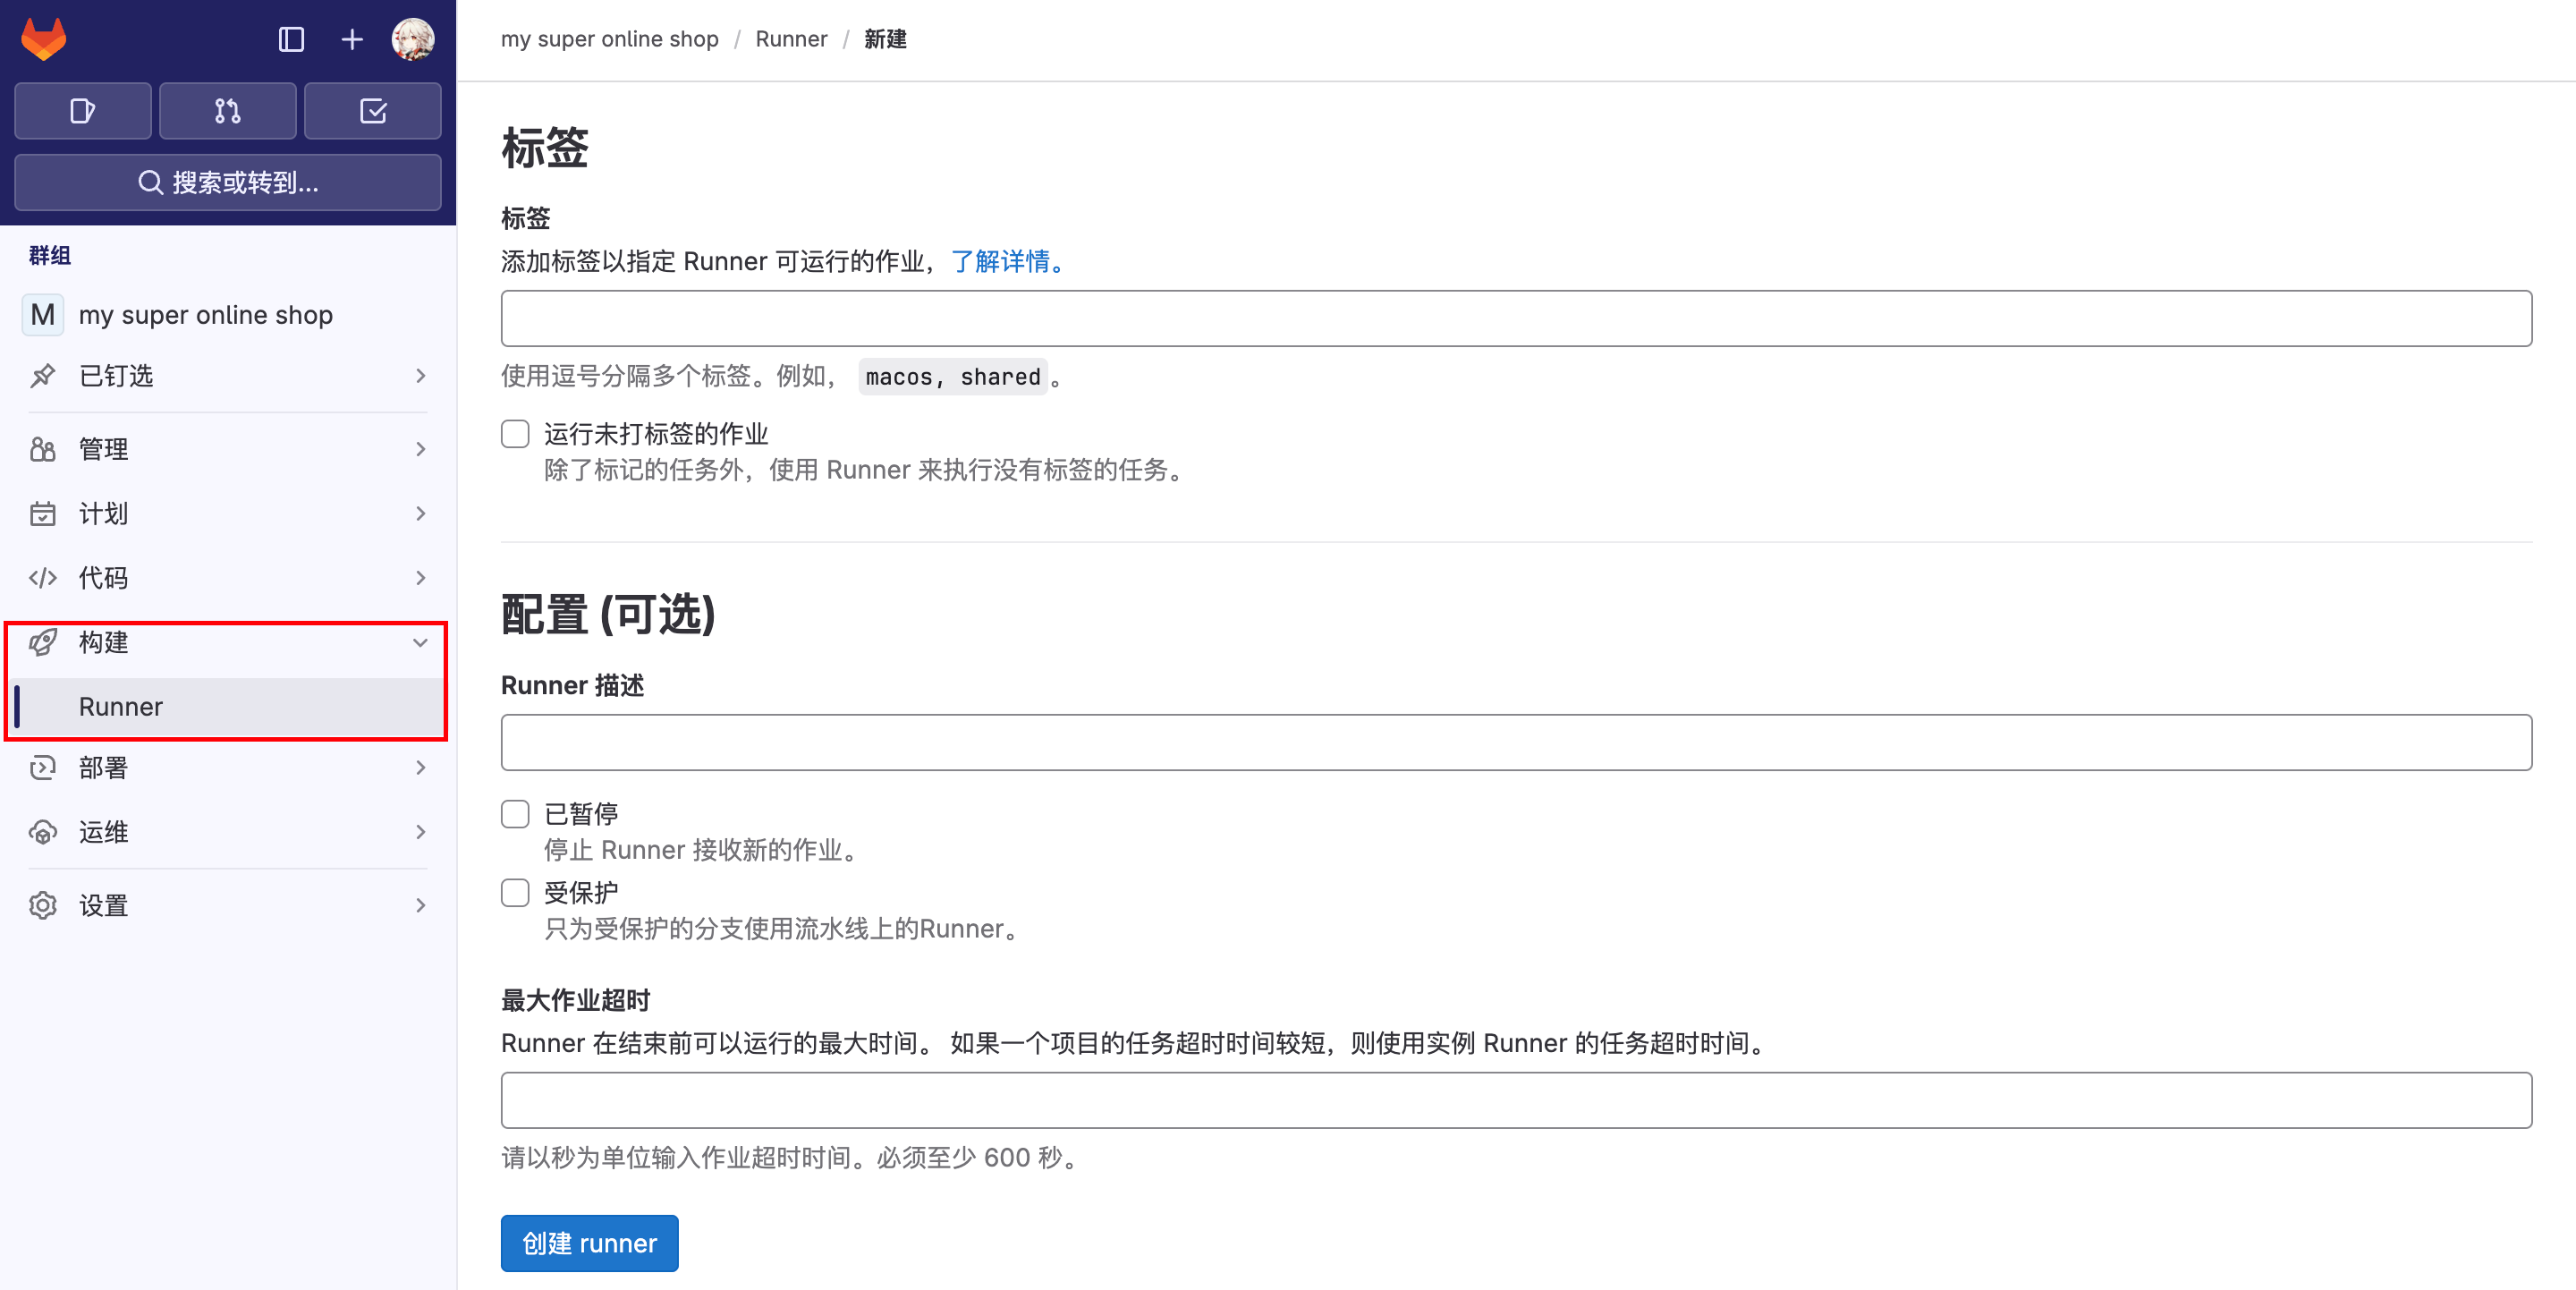 搜索或转到...
群组
M my super online shop
已钉选
管理
计划
代码
构建
Runner
部署
运维
设置
my super online shop / Runner / 新建
标签
标签
添加标签以指定 Runner 可运行的作业，了解详情。
使用逗号分隔多个标签。例如， macos, shared 。
运行未打标签的作业
除了标记的任务外，使用 Runner 来执行没有标签的任务。
配置 (可选)
Runner 描述
已暂停
停止 Runner 接收新的作业。
受保护
只为受保护的分支使用流水线上的Runner。
最大作业超时
Runner 在结束前可以运行的最大时间。 如果一个项目的任务超时时间较短，则使用实例 Runner 的任务超时时间。
请以秒为单位输入作业超时时间。必须至少 600 秒。
创建 runner